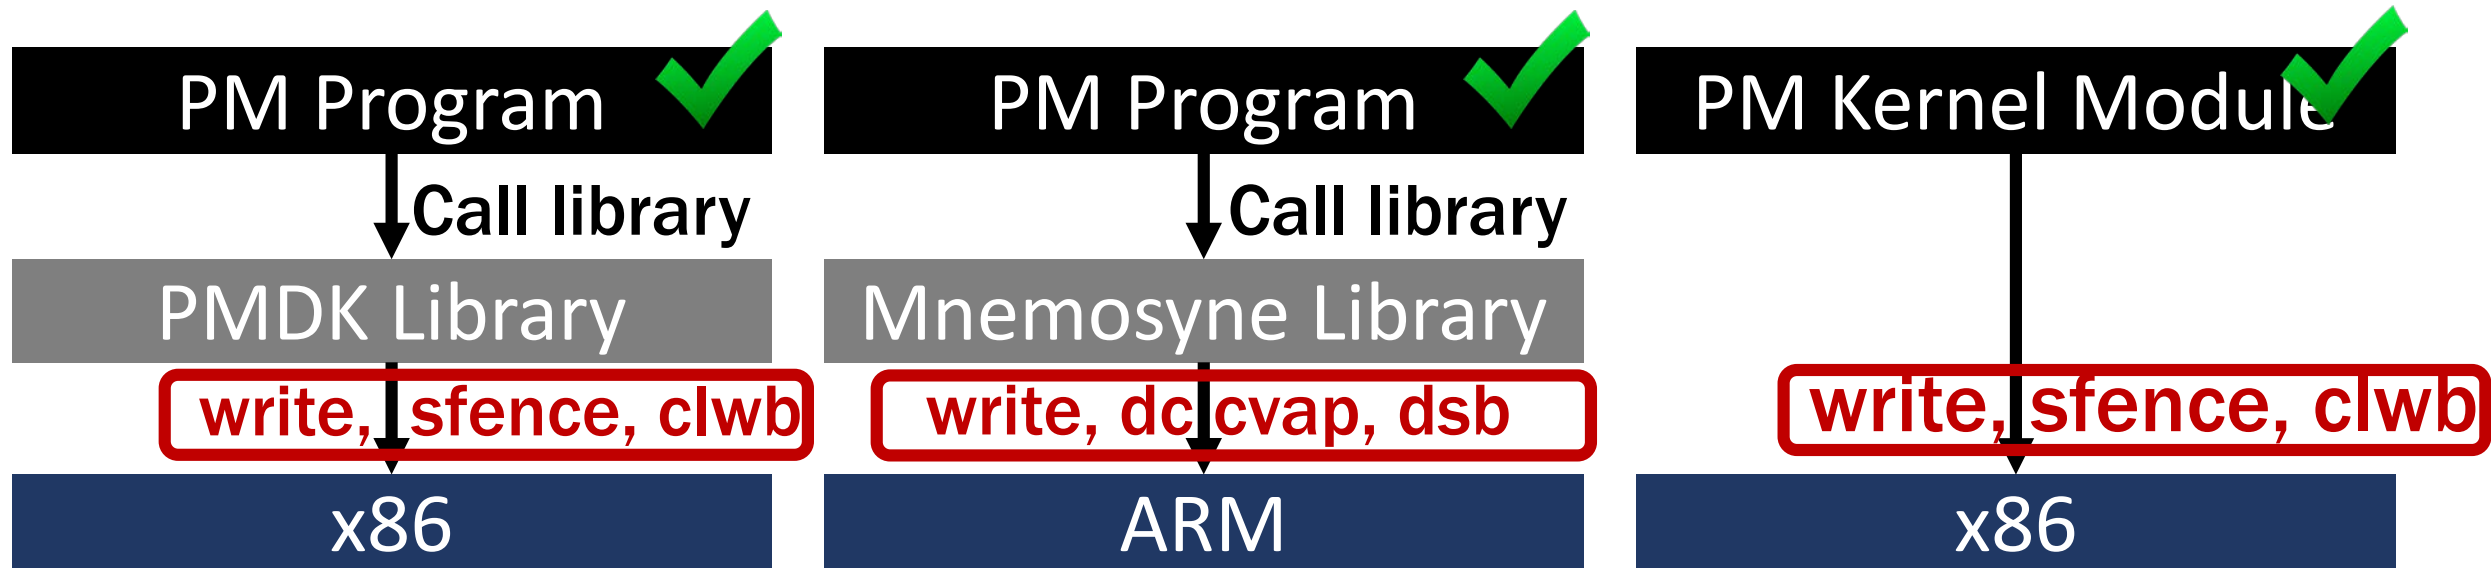 PM Program
Call library
PMDK Library
write, sfence, clwb
x86
PM Program
Call library
Mnemosyne Library
write, dc cvap, dsb
ARM
PM Kernel Module
write, sfence, clwb
x86